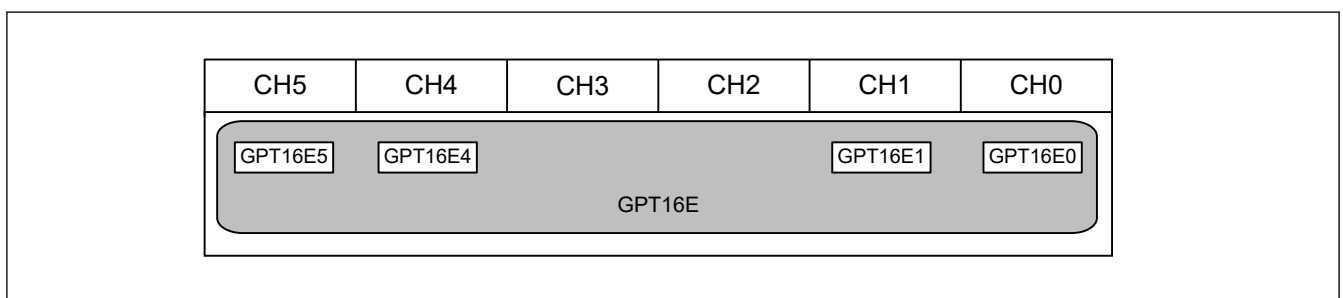 CH5 CH4 CH3 CH2 CH1 CH0
GPT16E5 GPT16E4 GPT16E1 GPT16E0
GPT16E